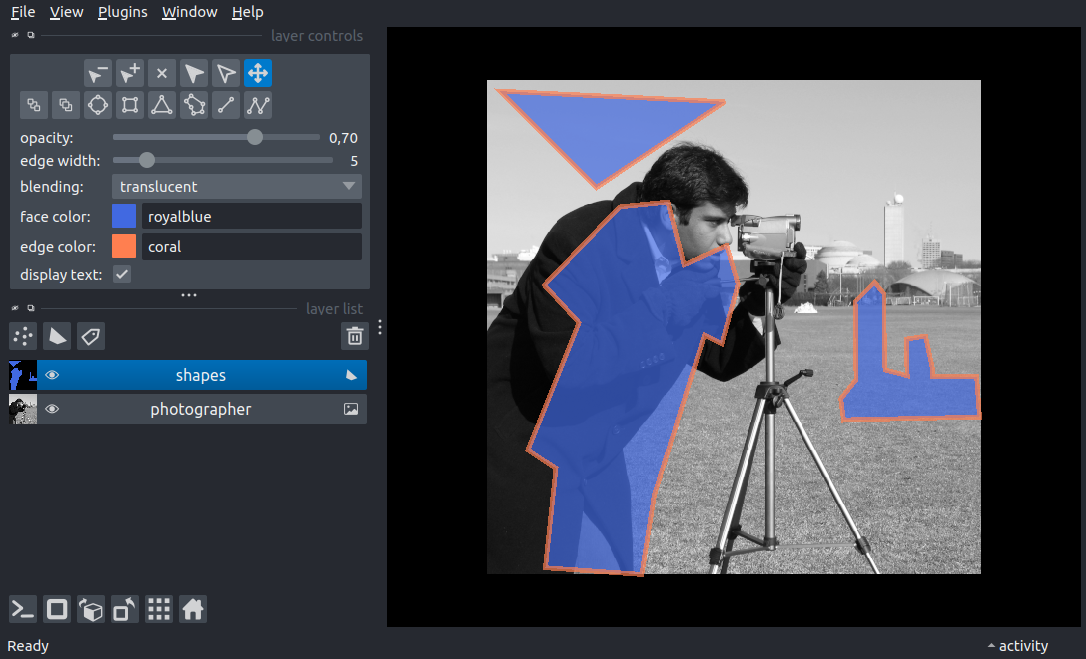 File View Plugins Window Help
layer controls
opacity: 0,70
edge width: 5
blending: translucent
face color: royalblue
edge color: coral
display text:
layer list
shapes
photographer
Ready
activity